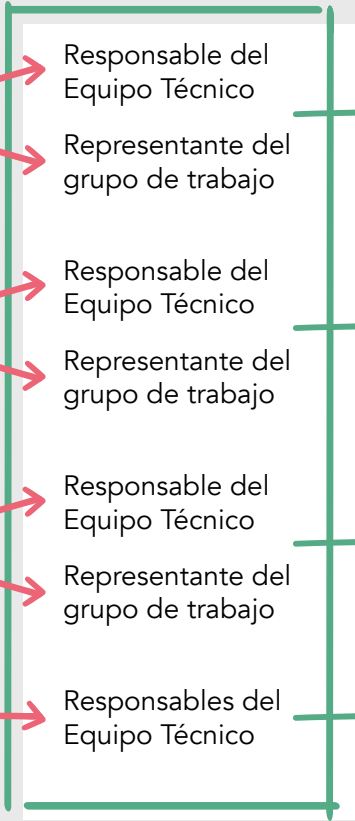 Responsable del
Equipo Técnico
Representante del
grupo de trabajo
Responsable del
Equipo Técnico
Representante del
grupo de trabajo
Responsable del
Equipo Técnico
Representante del
grupo de trabajo
Responsables del
Equipo Técnico